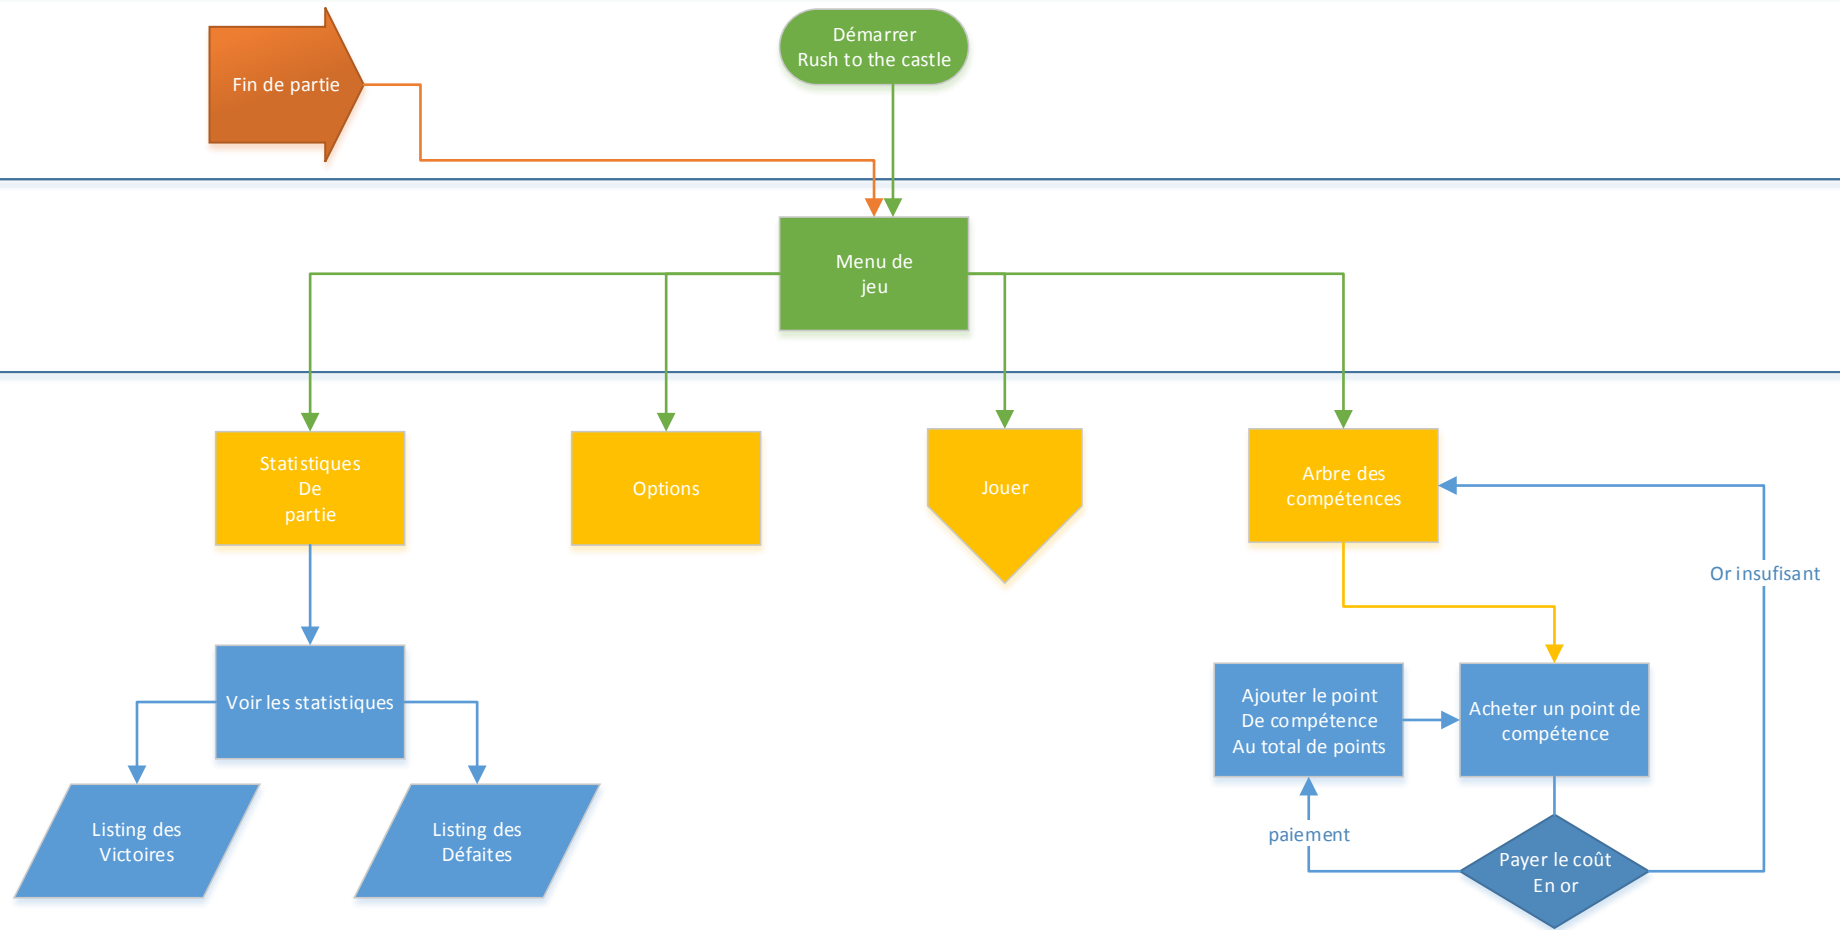 Démarrer
Rush to the castle
Fin de partie
Menu de
jeu
Statistiques
De
partie
Options
Jouer
Arbre des
compétences
Or insufisant
Voir les statistiques
Ajouter le point
De compétence
Au total de points
Acheter un point de
compétence
Listing des
Victoires
Listing des
Défaites
paiement
Payer le coût
En or